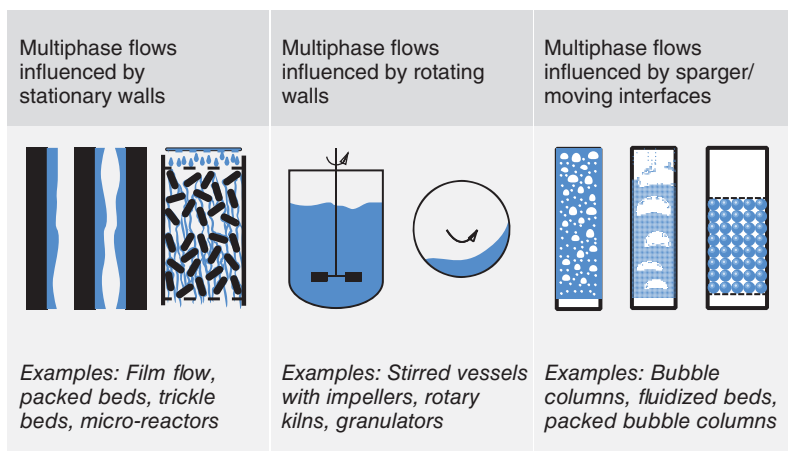 Multiphase flows
influenced by
stationary walls
Multiphase flows
influenced by rotating
walls
Multiphase flows
influenced by sparger/
moving interfaces
Examples: Film flow,
packed beds, trickle
beds, micro-reactors
Examples: Stirred vessels
with impellers, rotary
kilns, granulators
Examples: Bubble
columns, fluidized beds,
packed bubble columns